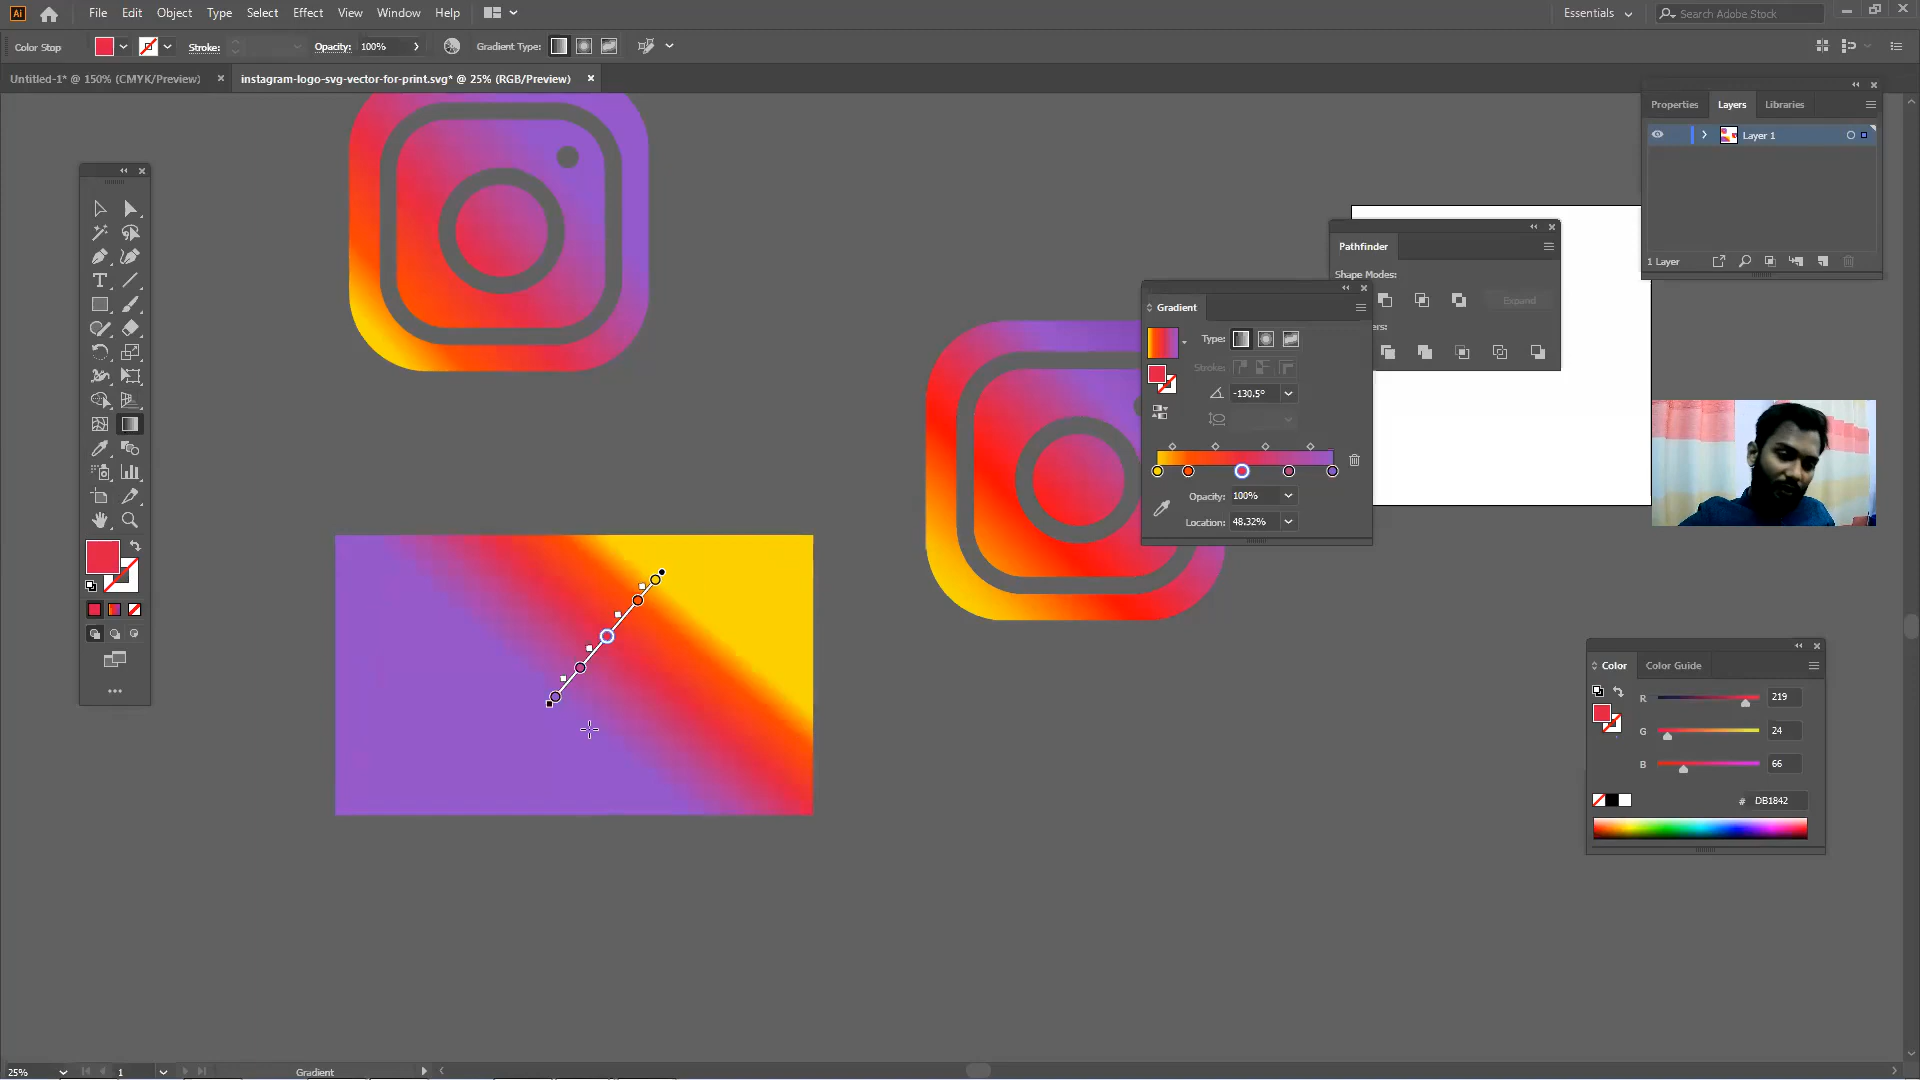 Ai File Edit Object Type Select Effect View Window Help Essentials Search Adobe Stock
Color Stop Stroke: Opacity: 100% Gradient Type:
Untitled-1* @ 150% (CMYK/Preview) instagram-logo-svg-vector-for-print.svg* @ 25% (RGB/Preview)
Properties Layers Libraries
Layer 1
1 Layer
Pathfinder
Shape Modes:
Expand
ers:
Gradient
Type:
Stroke:
-130.5°
Opacity: 100%
Location: 48.32%
T
Color Color Guide
R 219
G 24
B 66
# DB1842
25% 1 Gradient